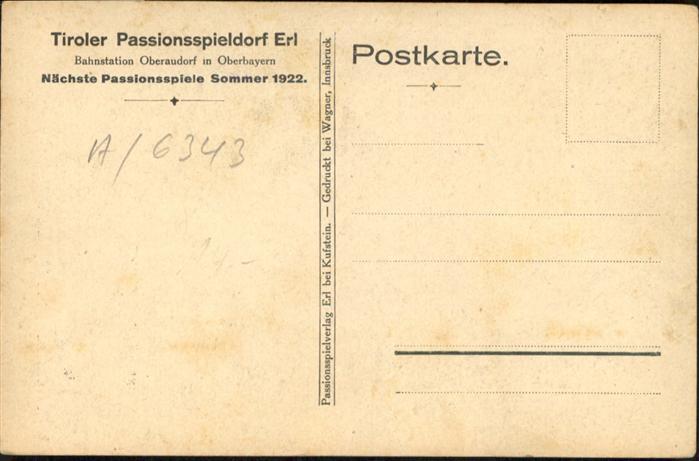 Tiroler Passionsspieldorf Erl
Bahnstation Oberaudorf in Oberbayern
Nächste Passionsspiele Sommer 1922.
A/6343
Passionsspielverlag Erl bei Kufstein. — Gedruckt bei Wagner, Innsbruck
Postkarte.